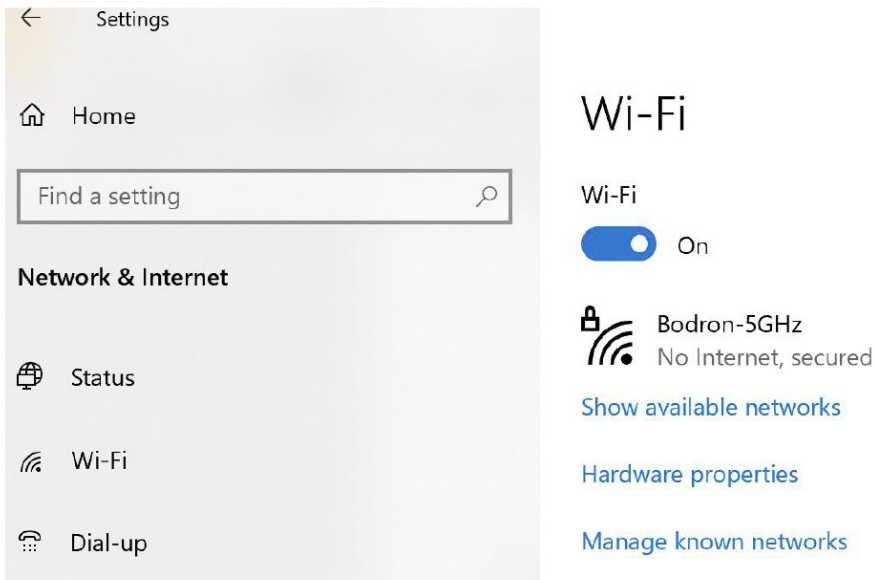 Settings
Home
Find a setting
Network & Internet
Status
Wi-Fi
Dial-up
Wi-Fi
Wi-Fi
On
Bodron-5GHz
No Internet, secured
Show available networks
Hardware properties
Manage known networks